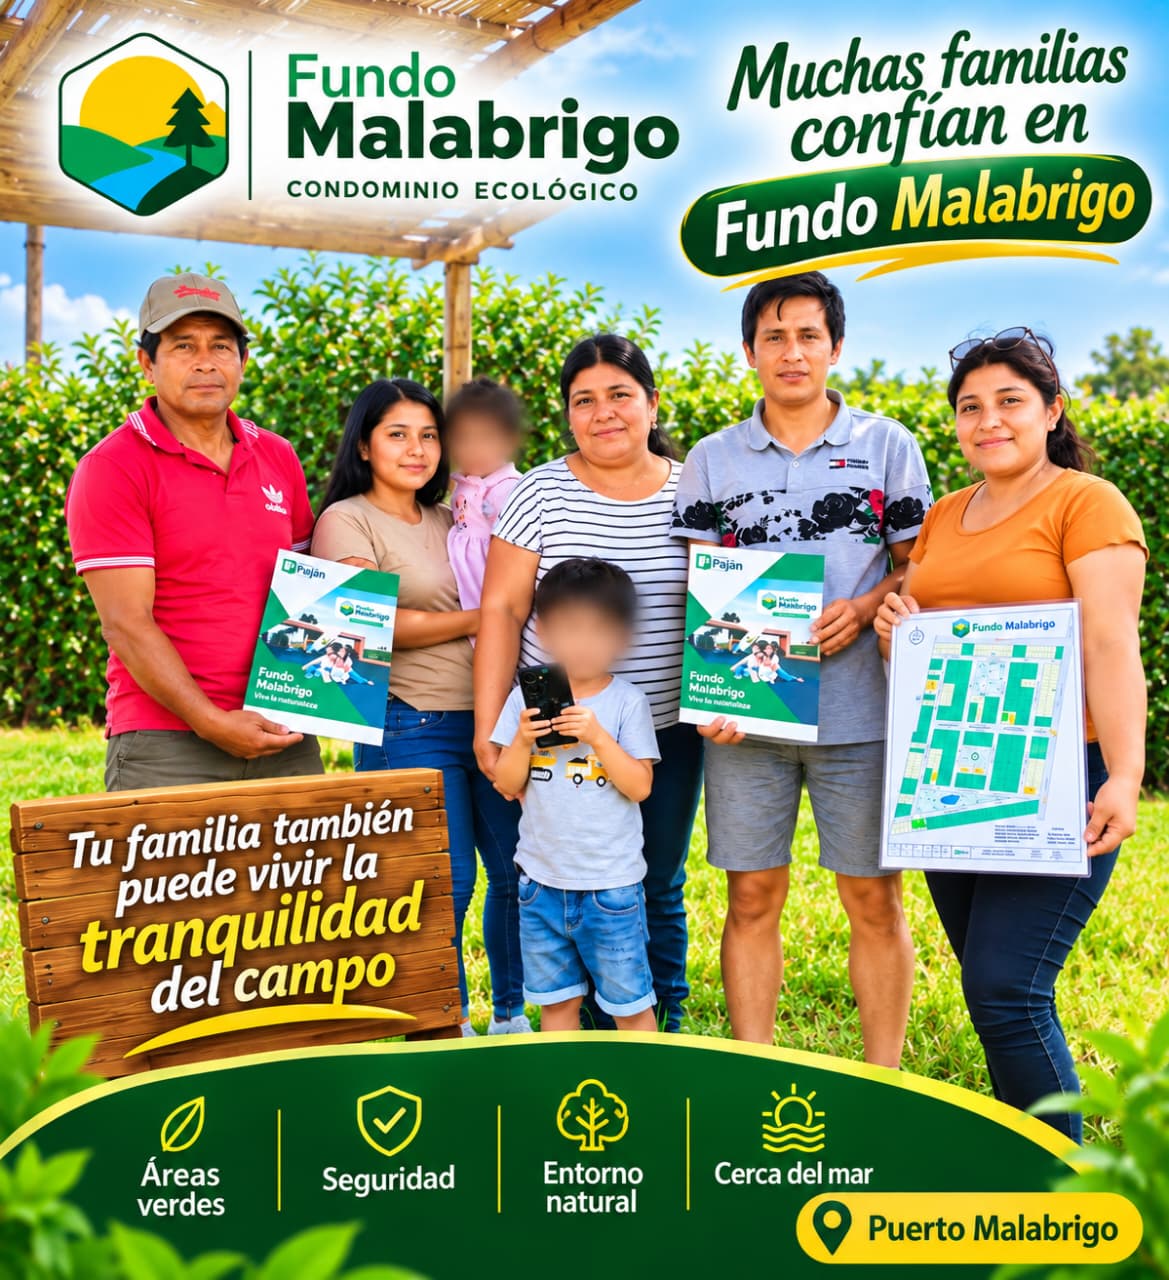 Fundo
Malabrigo
CONDOMINIO ECOLÓGICO
Muchas familias
confían en
Fundo Malabrigo
Paján
Malabrigo
Fundo
Malabrigo
Vive la naturaleza
Paján
Malabrigo
Fundo
Malabrigo
Vive la naturaleza
Fundo Malabrigo
Tu familia también
puede vivir la
tranquilidad
del campo
Áreas
verdes
Seguridad
Entorno
natural
Cerca del mar
Puerto Malabrigo